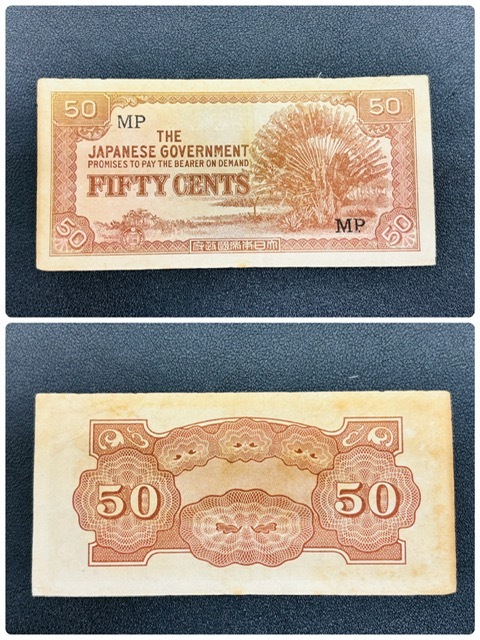 50
50
MP
THE
JAPANESE GOVERNMENT
PROMISES TO PAY THE BEARER ON DEMAND
FIFTY CENTS
MP
50
大日本帝國政府
50
50
50